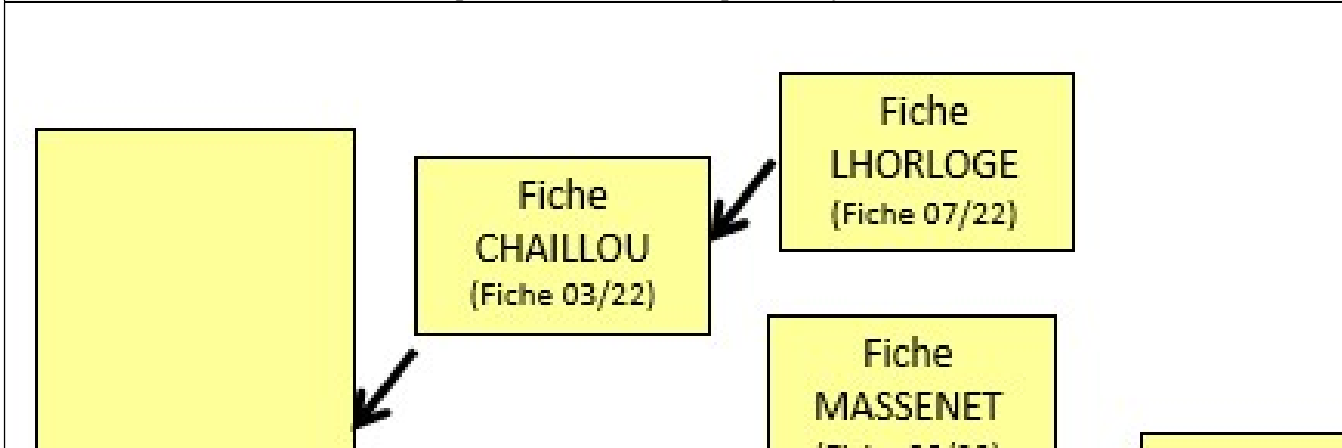 Fiche
LHORLOGE
(Fiche 07/22)
Fiche
CHAILLOU
(Fiche 03/22)
Fiche
MASSENET